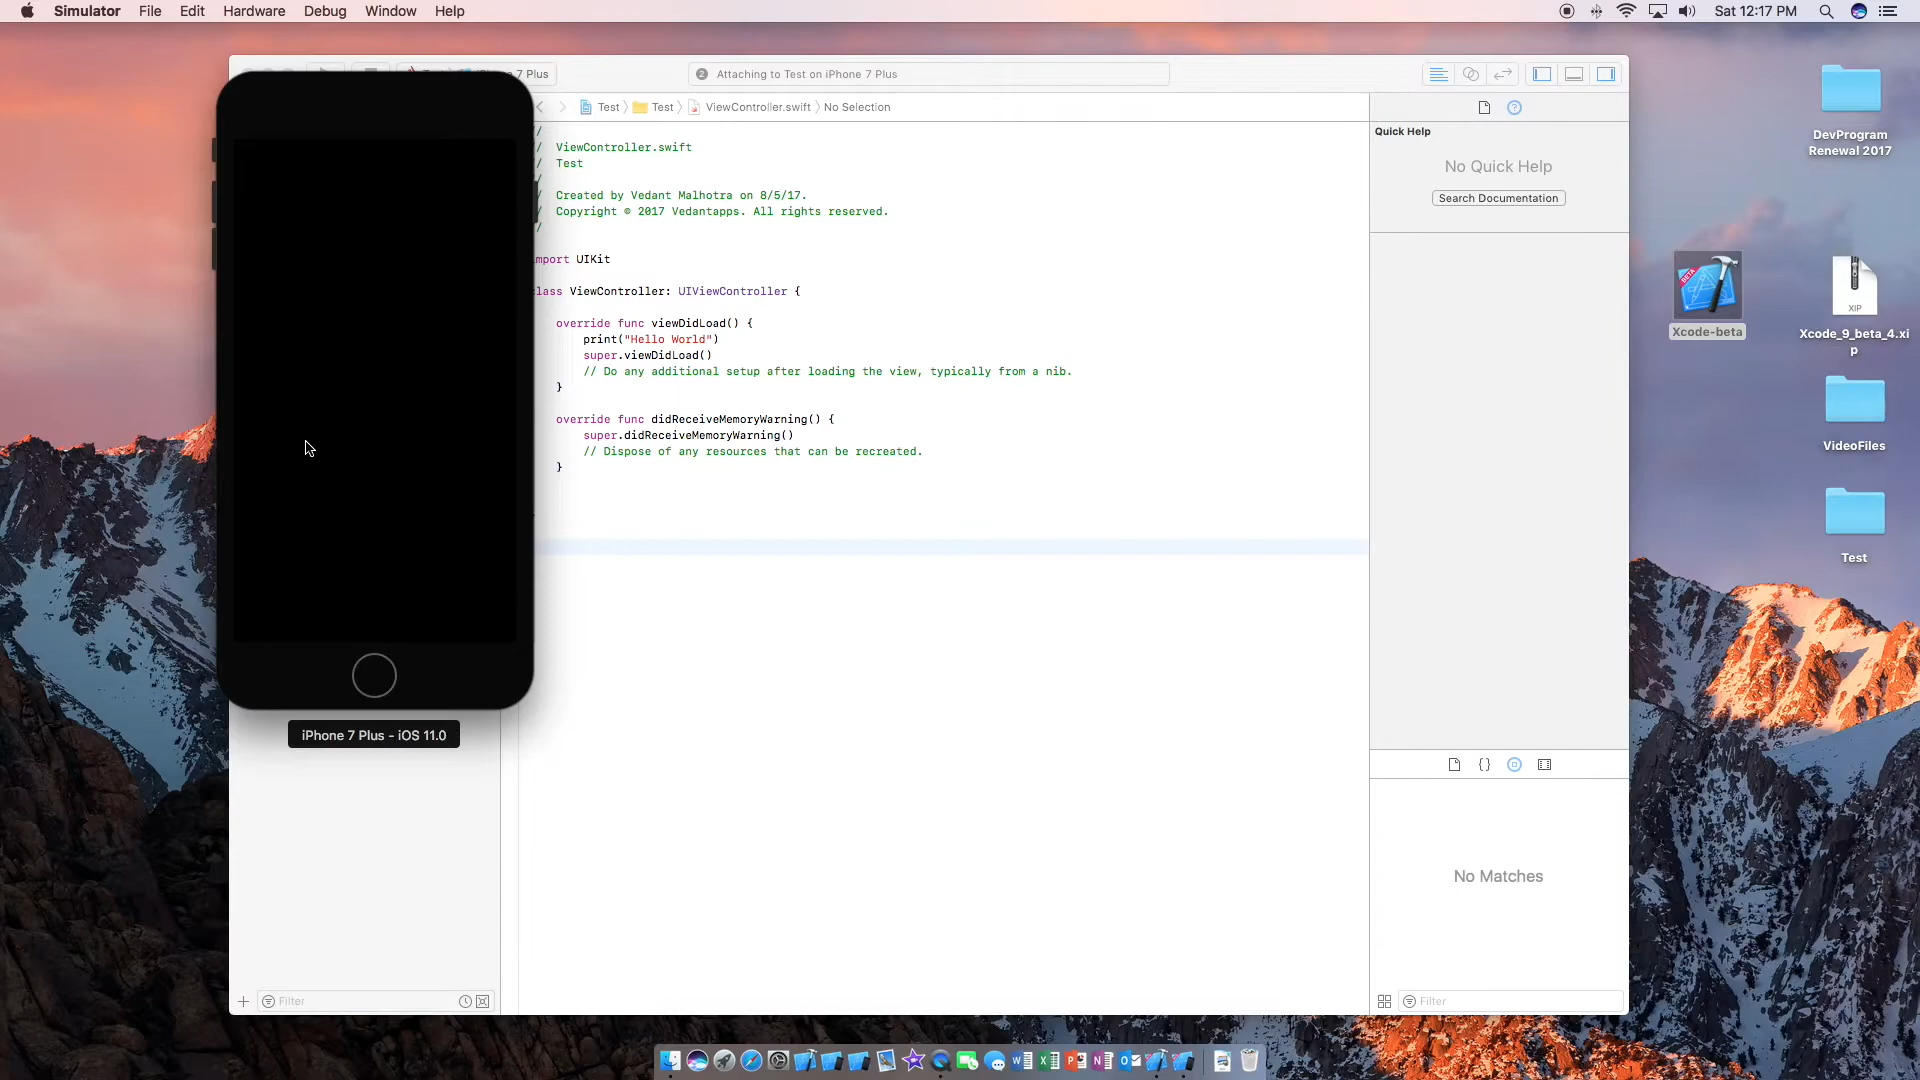 Simulator File Edit Hardware Debug Window Help
Sat 12:17 PM
7 Plus
2 Attaching to Test on iPhone 7 Plus
Test Test ViewController.swift No Selection
//
/ ViewController.swift
/ Test
/
/ Created by Vedant Malhotra on 8/5/17.
/ Copyright © 2017 Vedantapps. All rights reserved.
/
import UIKit
class ViewController: UIViewController {
override func viewDidLoad() {
print("Hello World")
super.viewDidLoad()
// Do any additional setup after loading the view, typically from a nib.
}
override func didReceiveMemoryWarning() {
super.didReceiveMemoryWarning()
// Dispose of any resources that can be recreated.
}
Quick Help
No Quick Help
Search Documentation
{}
No Matches
Filter
Filter
iPhone 7 Plus - iOS 11.0
DevProgram
Renewal 2017
BETA
Xcode-beta
XIP
Xcode_9_beta_4.xi
p
VideoFiles
Test